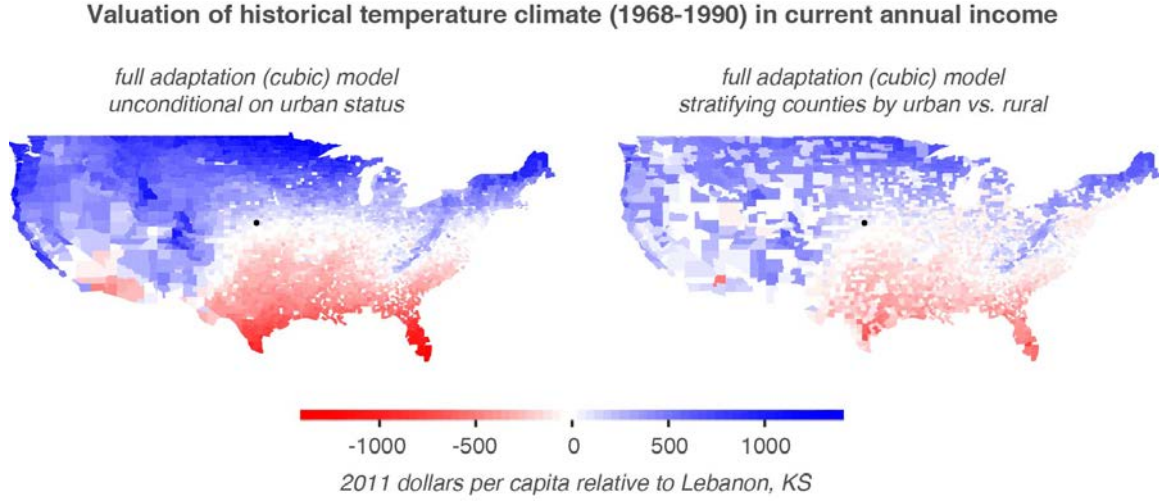 Valuation of historical temperature climate (1968-1990) in current annual income
full adaptation (cubic) model
unconditional on urban status
full adaptation (cubic) model
stratifying counties by urban vs. rural
-1000 -500 0 500 1000
2011 dollars per capita relative to Lebanon, KS